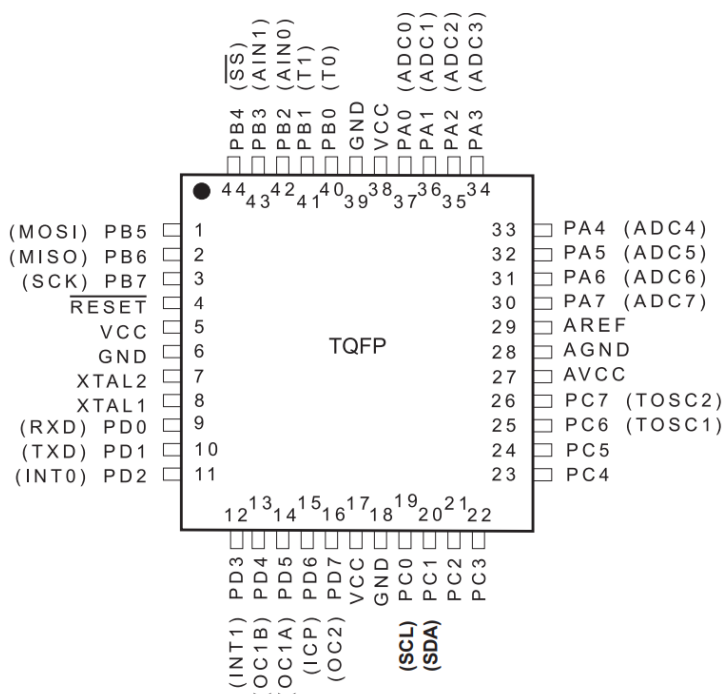 PB4 (SS)
PB3 (AIN1)
PB2 (AIN0)
PB1 (T1)
PB0 (T0)
GND
VCC
PA0 (ADC0)
PA1 (ADC1)
PA2 (ADC2)
PA3 (ADC3)
44
43
42
41
40
39
38
37
36
35
34
(MOSI) PB5 1
(MISO) PB6 2
(SCK) PB7 3
RESET 4
VCC 5
GND 6
XTAL2 7
XTAL1 8
(RXD) PD0 9
(TXD) PD1 10
(INT0) PD2 11
TQFP
33 PA4 (ADC4)
32 PA5 (ADC5)
31 PA6 (ADC6)
30 PA7 (ADC7)
29 AREF
28 AGND
27 AVCC
26 PC7 (TOSC2)
25 PC6 (TOSC1)
24 PC5
23 PC4
12
13
14
15
16
17
18
19
20
21
22
(INT1) PD3
OC1B) PD4
OC1A) PD5
(ICP) PD6
(OC2) PD7
VCC
GND
(SCL) PC0
(SDA) PC1
PC2
PC3